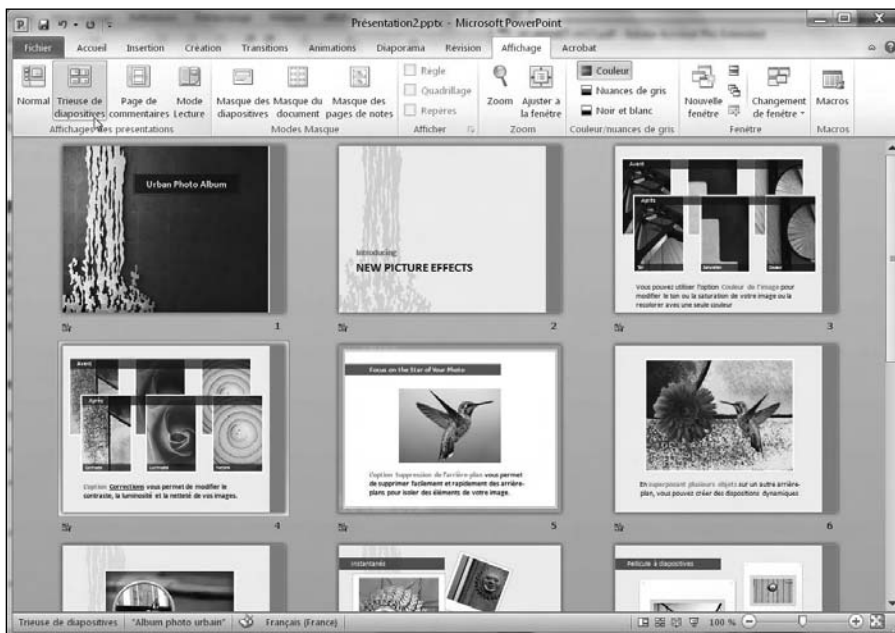 Présentation2.pptx - Microsoft PowerPoint
Fichier Accueil Insertion Création Transitions Animations Diaporama Révision Affichage Acrobat
Normal
Trieuse de diapositives
Page de commentaires
Mode Lecture
Affichages des présentations
Masque des diapositives
Masque du document
Masque des pages de notes
Modes Masque
Règle
Quadrillage
Repères
Afficher
Zoom
Ajuster à la fenêtre
Zoom
Couleur
Nuances de gris
Noir et blanc
Couleur/nuances de gris
Nouvelle fenêtre
Changement de fenêtre
Fenêtre
Macros
Macros
Urban Photo Album
1
Introducing
NEW PICTURE EFFECTS
2
Avant
Après
Ton
Saturation
Couleur
Vous pouvez utiliser l'option Couleur de l'image pour
modifier le ton ou la saturation de votre image ou la
recolorer avec une seule couleur
3
Avant
Après
Contraste
Luminosité
Netteté
L'option Corrections vous permet de modifier le
contraste, la luminosité et la netteté de vos images.
4
Focus on the Star of Your Photo
L'option Suppression de l'arrière-plan vous permet
de supprimer facilement et rapidement des arrière-
plans pour isoler des éléments de votre image.
5
En superposant plusieurs objets sur un autre arrière-
plan, vous pouvez créer des dispositions dynamiques
6
Instantanés
Pellicule à diapositives
Trieuse de diapositives "Album photo urbain" Français (France) 100 %